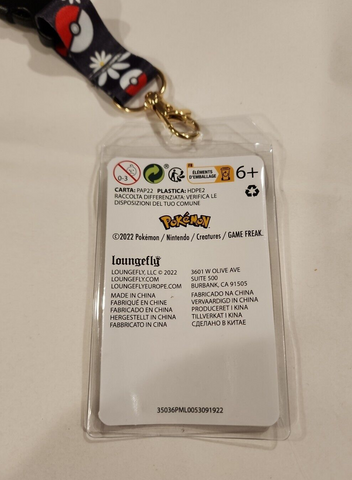 0-3
®
FR
ÉLÉMENTS
D'EMBALLAGE
6+
CARTA: PAP22 PLASTICA: HDPE2
RACCOLTA DIFFERENZIATA: VERIFICA LE
DISPOSIZIONI DEL TUO COMUNE
POKéMON
©2022 Pokémon / Nintendo / Creatures / GAME FREAK.
loungefly
LOUNGEFLY, LLC © 2022
LOUNGEFLY.COM
LOUNGEFLYEUROPE.COM
3601 W OLIVE AVE
SUITE 500
BURBANK, CA 91505
MADE IN CHINA
FABRIQUÉ EN CHINE
FABRICADO EN CHINA
HERGESTELLT IN CHINA
FABBRICATO IN CINA
FABRICADO NA CHINA
VERVAARDIGD IN CHINA
PRODUCERET I KINA
TILLVERKAT I KINA
СДЕЛАНО В КИТАЕ
35036PML0053091922